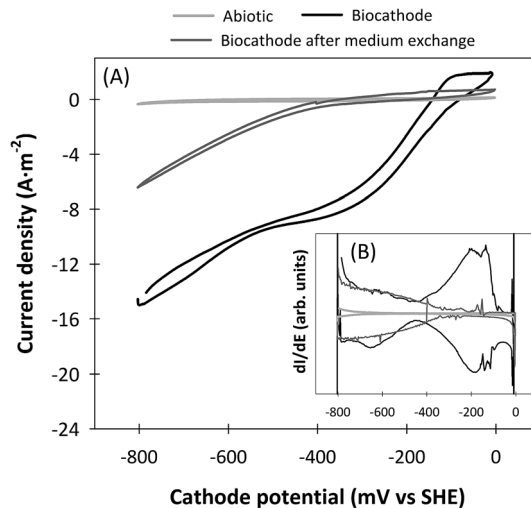 Abiotic Biocathode
Biocathode after medium exchange
(A)
0
-4
-8
-12
-16
-20
-24
Current density (A·m-2)
(B)
dI/dE (arb. units)
-800 -600 -400 -200 0
-800 -600 -400 -200 0
Cathode potential (mV vs SHE)